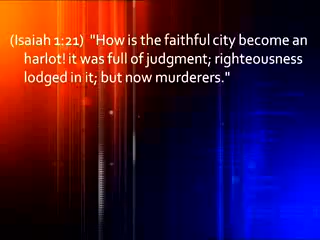 (Isaiah 1:21)  "How is the faithful city become an
harlot! it was full of judgment; righteousness
lodged in it; but now murderers."